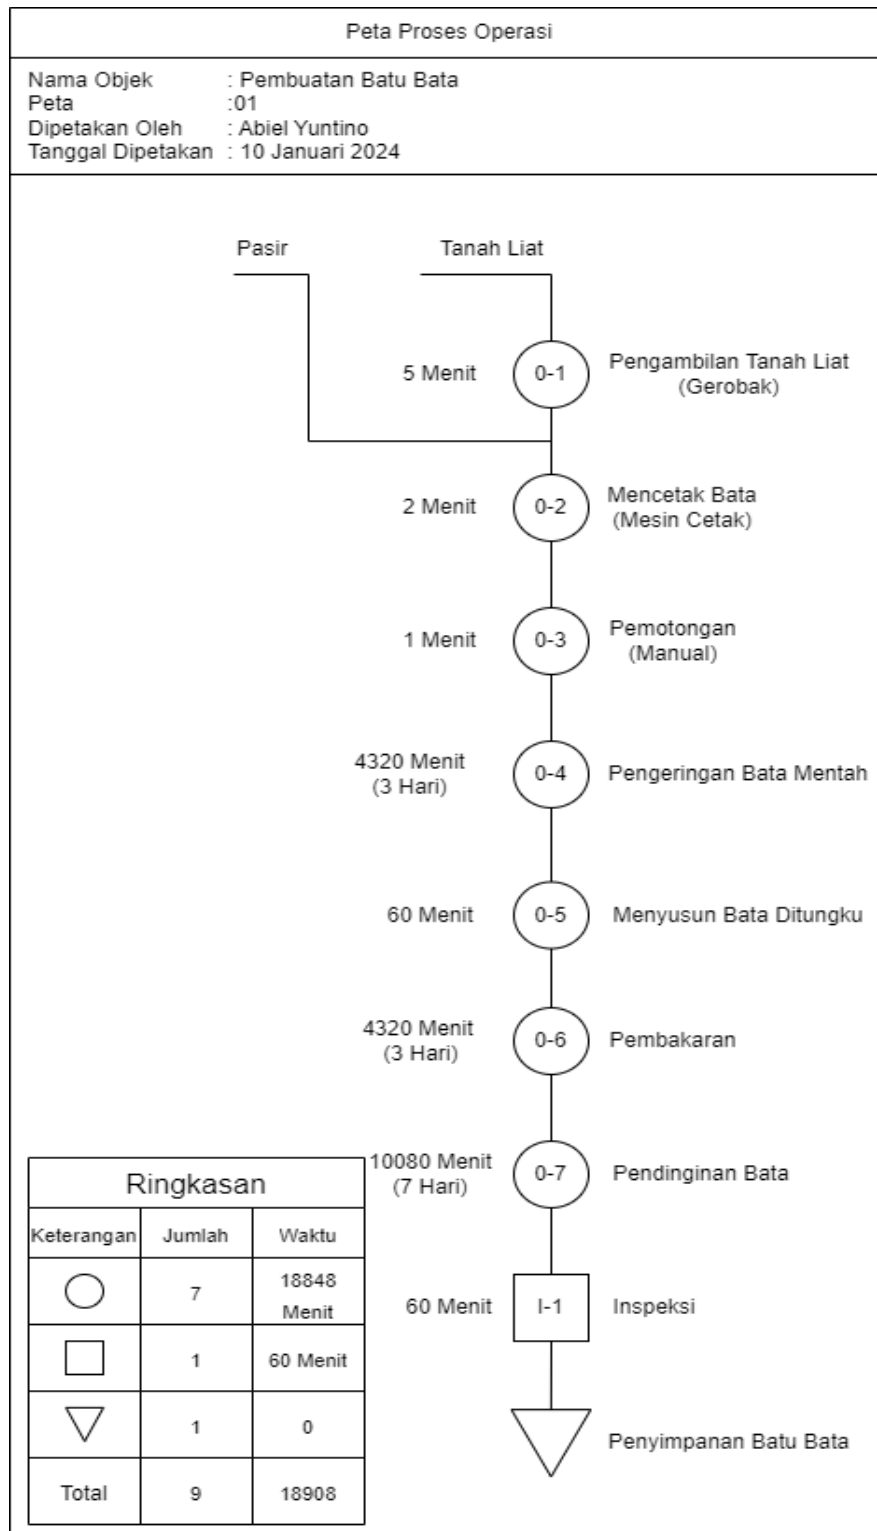 Peta Proses Operasi
Nama Objek : Pembuatan Batu Bata
Peta :01
Dipetakan Oleh : Abiel Yuntino
Tanggal Dipetakan : 10 Januari 2024
Pasir
Tanah Liat
5 Menit
0-1
Pengambilan Tanah Liat
(Gerobak)
2 Menit
0-2
Mencetak Bata
(Mesin Cetak)
1 Menit
0-3
Pemotongan
(Manual)
4320 Menit
(3 Hari)
0-4
Pengeringan Bata Mentah
60 Menit
0-5
Menyusun Bata Ditungku
4320 Menit
(3 Hari)
0-6
Pembakaran
10080 Menit
(7 Hari)
0-7
Pendinginan Bata
60 Menit
I-1
Inspeksi
Penyimpanan Batu Bata
Ringkasan
Keterangan Jumlah Waktu
7 18848
Menit
1 60 Menit
1 0
Total 9 18908